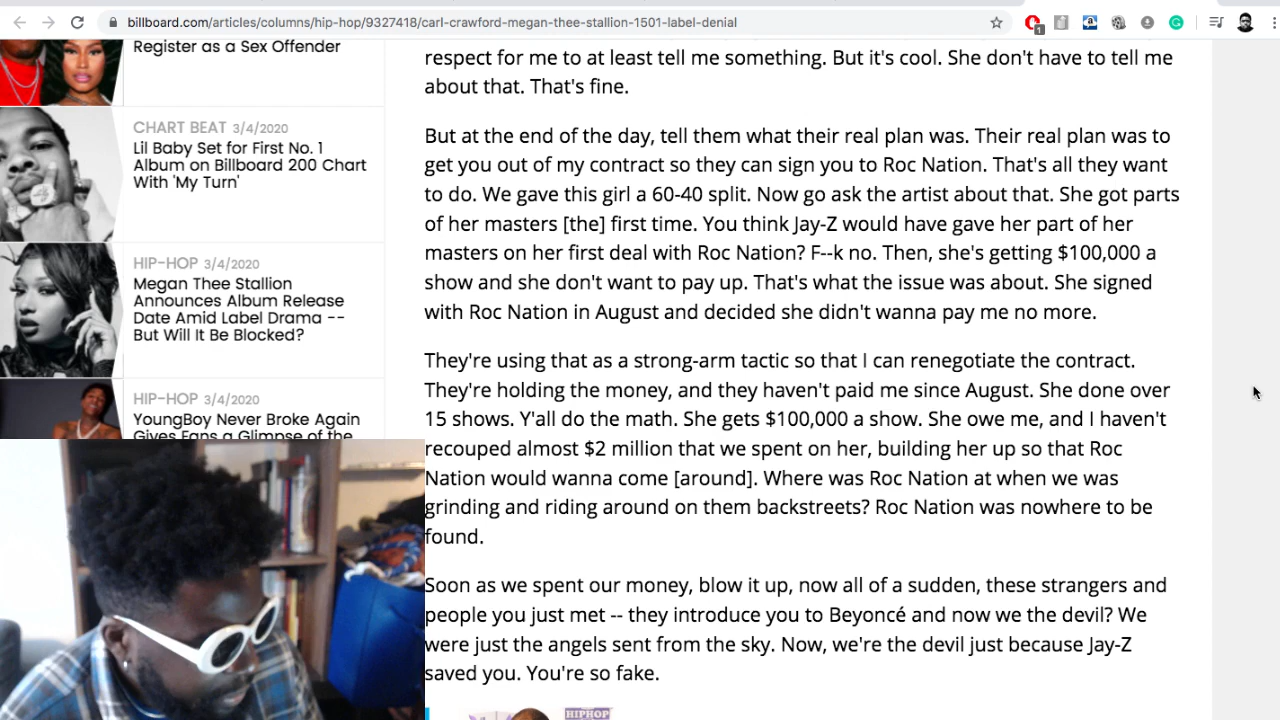 billboard.com/articles/columns/hip-hop/9327418/carl-crawford-megan-thee-stallion-1501-label-denial
1
Register as a Sex Offender
CHART BEAT 3/4/2020
Lil Baby Set for First No. 1
Album on Billboard 200 Chart
With 'My Turn'
HIP-HOP 3/4/2020
Megan Thee Stallion
Announces Album Release
Date Amid Label Drama --
But Will It Be Blocked?
HIP-HOP 3/4/2020
YoungBoy Never Broke Again
Gives Fans a Glimpse of the
respect for me to at least tell me something. But it's cool. She don't have to tell me
about that. That's fine.
But at the end of the day, tell them what their real plan was. Their real plan was to
get you out of my contract so they can sign you to Roc Nation. That's all they want
to do. We gave this girl a 60-40 split. Now go ask the artist about that. She got parts
of her masters [the] first time. You think Jay-Z would have gave her part of her
masters on her first deal with Roc Nation? F--k no. Then, she's getting $100,000 a
show and she don't want to pay up. That's what the issue was about. She signed
with Roc Nation in August and decided she didn't wanna pay me no more.
They're using that as a strong-arm tactic so that I can renegotiate the contract.
They're holding the money, and they haven't paid me since August. She done over
15 shows. Y'all do the math. She gets $100,000 a show. She owe me, and I haven't
recouped almost $2 million that we spent on her, building her up so that Roc
Nation would wanna come [around]. Where was Roc Nation at when we was
grinding and riding around on them backstreets? Roc Nation was nowhere to be
found.
Soon as we spent our money, blow it up, now all of a sudden, these strangers and
people you just met -- they introduce you to Beyoncé and now we the devil? We
were just the angels sent from the sky. Now, we're the devil just because Jay-Z
saved you. You're so fake.
HIPHOP